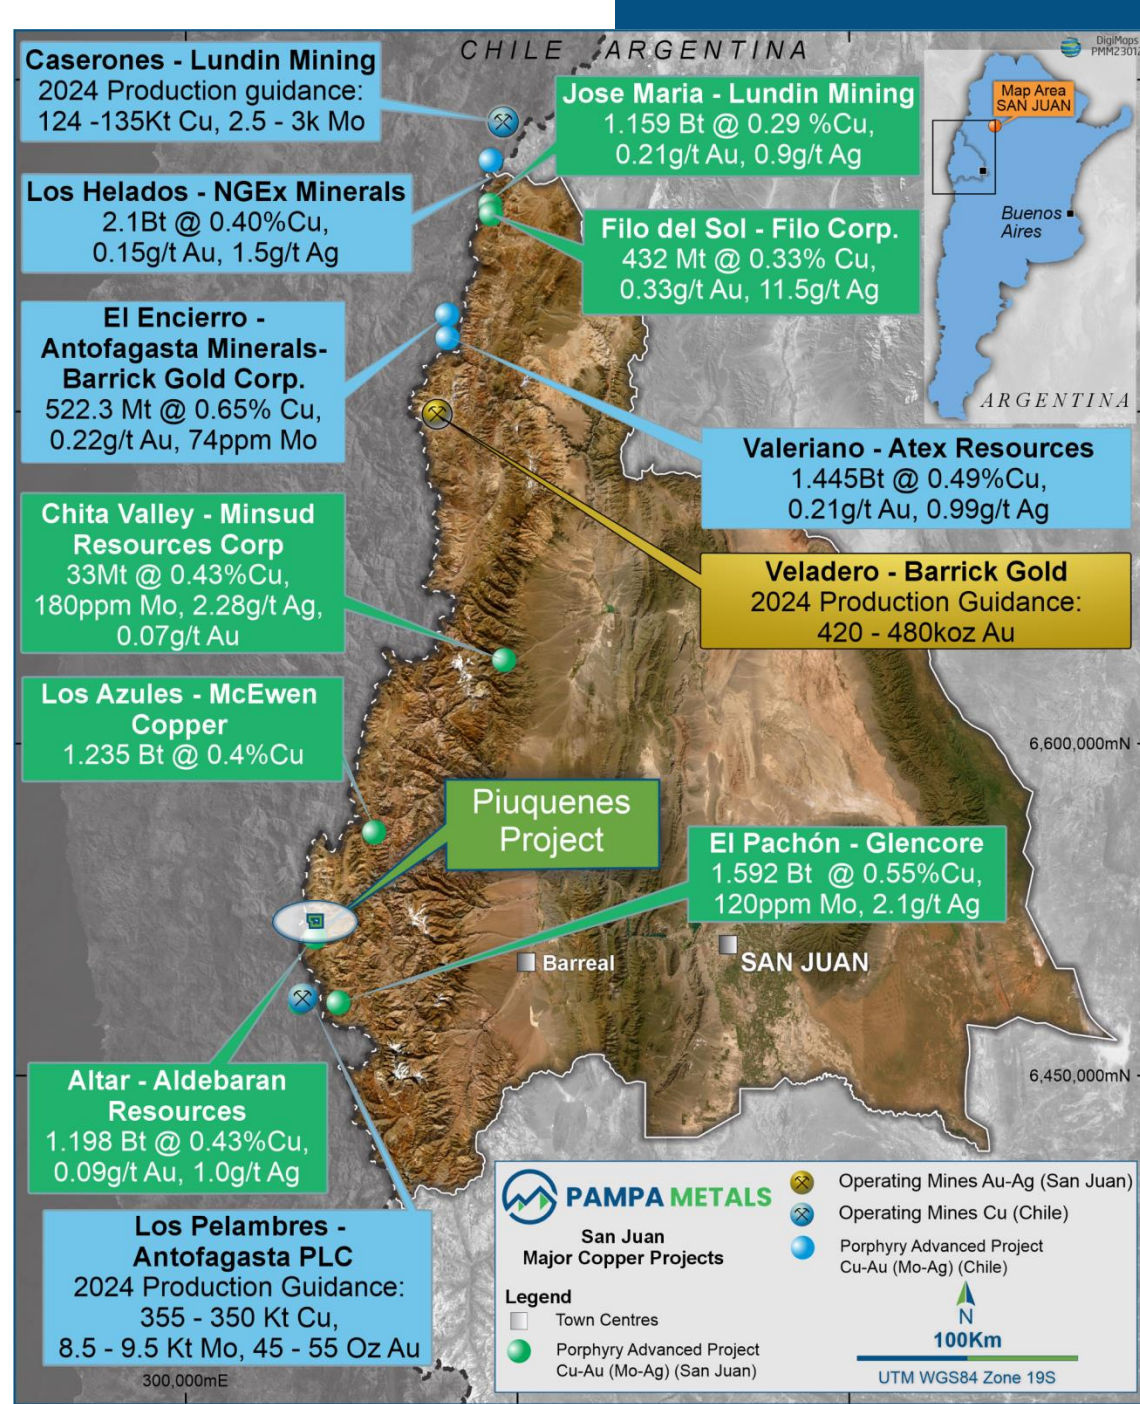 CHILE ARGENTINA
DigiMaps
PMM2301
Caserones - Lundin Mining
2024 Production guidance:
124 -135Kt Cu, 2.5 - 3k Mo
Jose Maria - Lundin Mining
1.159 Bt @ 0.29 %Cu,
0.21g/t Au, 0.9g/t Ag
Map Area
SAN JUAN
Buenos
Aires
ARGENTINA
Los Helados - NGEx Minerals
2.1Bt @ 0.40%Cu,
0.15g/t Au, 1.5g/t Ag
Filo del Sol - Filo Corp.
432 Mt @ 0.33% Cu,
0.33g/t Au, 11.5g/t Ag
El Encierro -
Antofagasta Minerals-
Barrick Gold Corp.
522.3 Mt @ 0.65% Cu,
0.22g/t Au, 74ppm Mo
Valeriano - Atex Resources
1.445Bt @ 0.49%Cu,
0.21g/t Au, 0.99g/t Ag
Chita Valley - Minsud
Resources Corp
33Mt @ 0.43%Cu,
180ppm Mo, 2.28g/t Ag,
0.07g/t Au
Veladero - Barrick Gold
2024 Production Guidance:
420 - 480koz Au
Los Azules - McEwen
Copper
1.235 Bt @ 0.4%Cu
6,600,000mN
Piuquenes
Project
El Pachón - Glencore
1.592 Bt @ 0.55%Cu,
120ppm Mo, 2.1g/t Ag
Barreal
SAN JUAN
Altar - Aldebaran
Resources
1.198 Bt @ 0.43%Cu,
0.09g/t Au, 1.0g/t Ag
6,450,000mN
Los Pelambres -
Antofagasta PLC
2024 Production Guidance:
355 - 350 Kt Cu,
8.5 - 9.5 Kt Mo, 45 - 55 Oz Au
300,000mE
PAMPA METALS
San Juan
Major Copper Projects
Legend
Town Centres
Porphyry Advanced Project
Cu-Au (Mo-Ag) (San Juan)
Operating Mines Au-Ag (San Juan)
Operating Mines Cu (Chile)
Porphyry Advanced Project
Cu-Au (Mo-Ag) (Chile)
N
100Km
UTM WGS84 Zone 19S